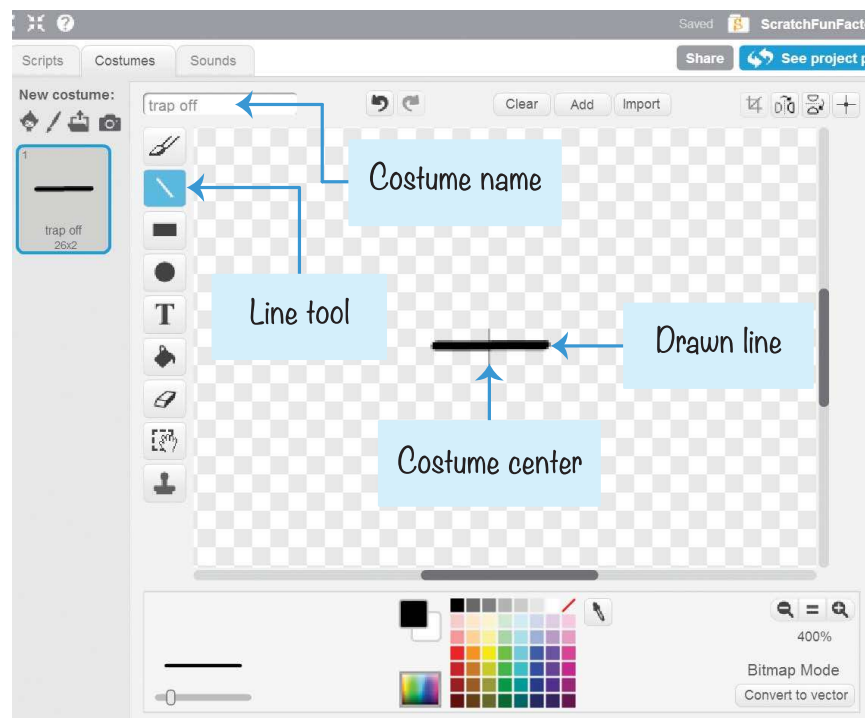 Saved ScratchFunFacto
Scripts Costumes Sounds Share See project p
New costume:
trap off Clear Add Import
1
trap off
26x2
T
Costume name
Line tool
Drawn line
Costume center
400%
Bitmap Mode
Convert to vector